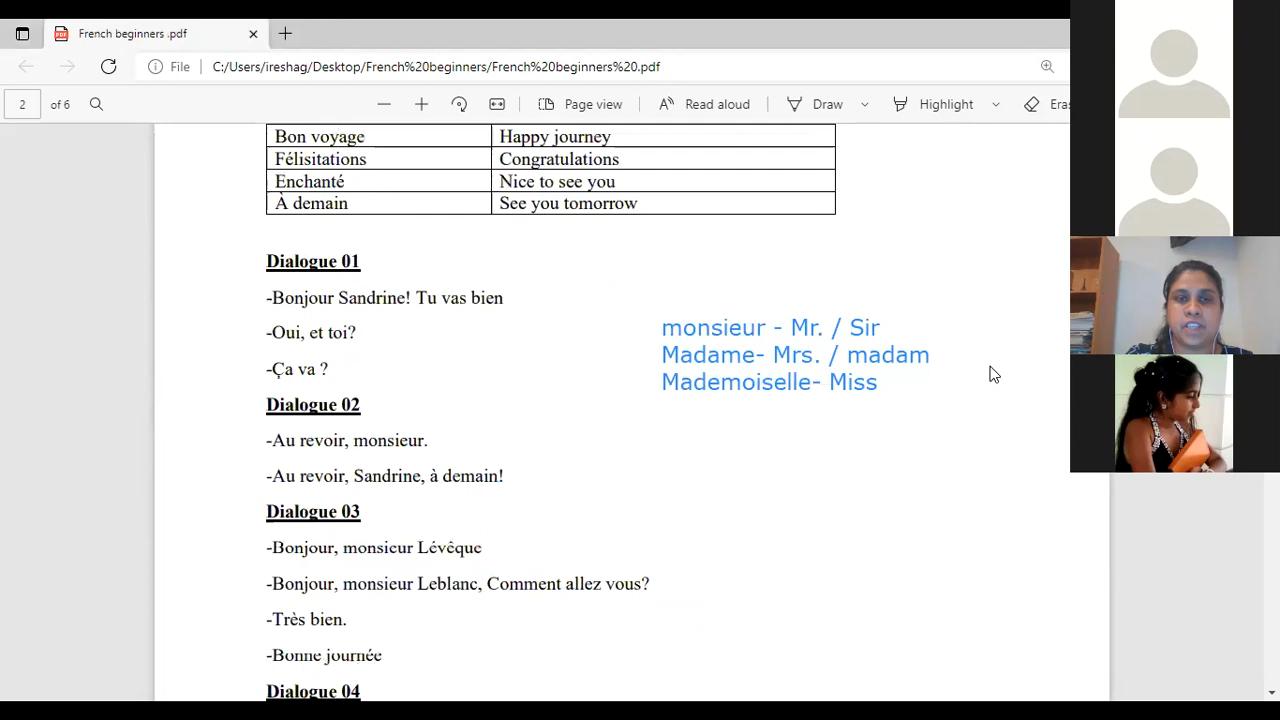 French beginners .pdf
File C:/Users/ireshag/Desktop/French%20beginners/French%20beginners%20.pdf
2 of 6 Page view Read aloud Draw Highlight Eras
Bon voyage Happy journey
Félisitations Congratulations
Enchanté Nice to see you
À demain See you tomorrow
Dialogue 01
-Bonjour Sandrine! Tu vas bien
-Oui, et toi?
-Ça va ?
monsieur - Mr. / Sir
Madame- Mrs. / madam
Mademoiselle- Miss
Dialogue 02
-Au revoir, monsieur.
-Au revoir, Sandrine, à demain!
Dialogue 03
-Bonjour, monsieur Lévêque
-Bonjour, monsieur Leblanc, Comment allez vous?
-Très bien.
-Bonne journée
Dialogue 04